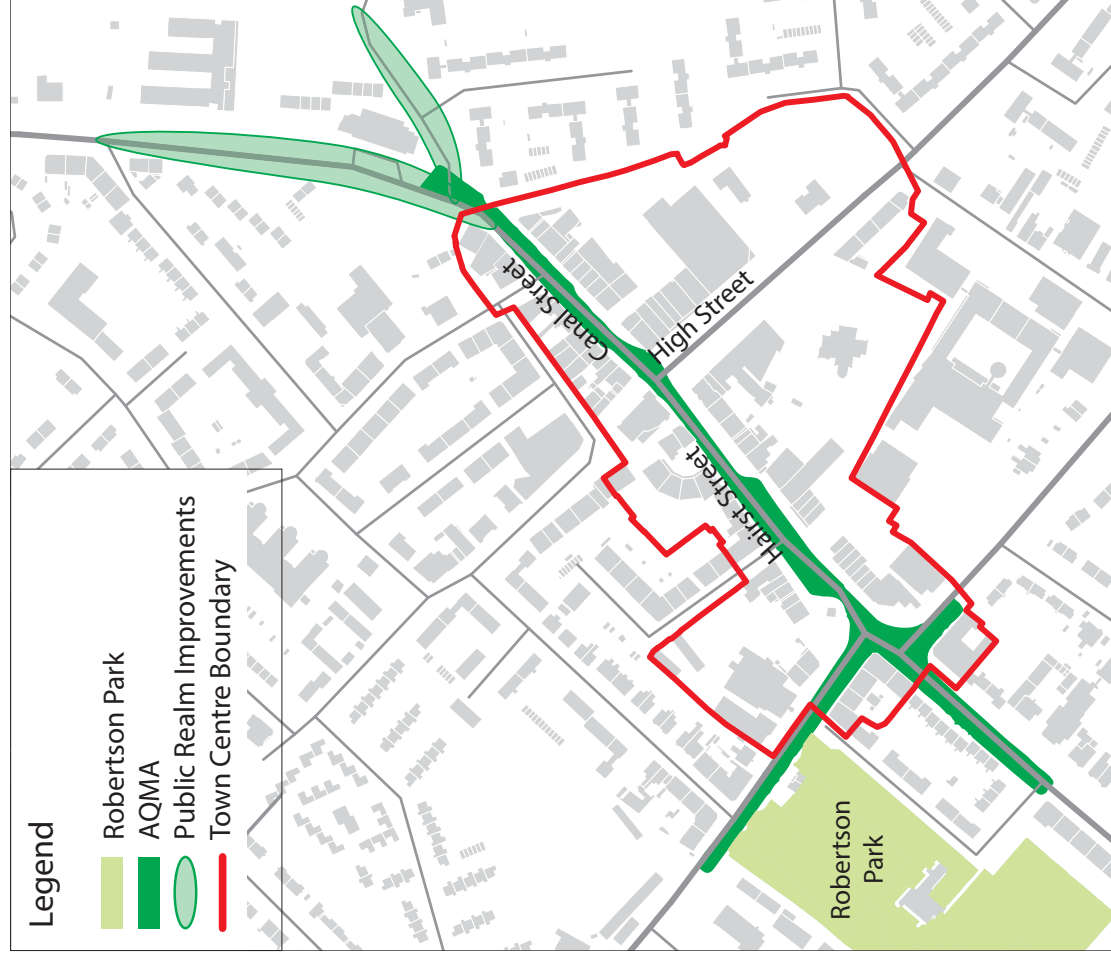 Legend
Robertson Park
AQMA
Public Realm Improvements
Town Centre Boundary
Canal Street
High Street
Hairst Street
Robertson
Park